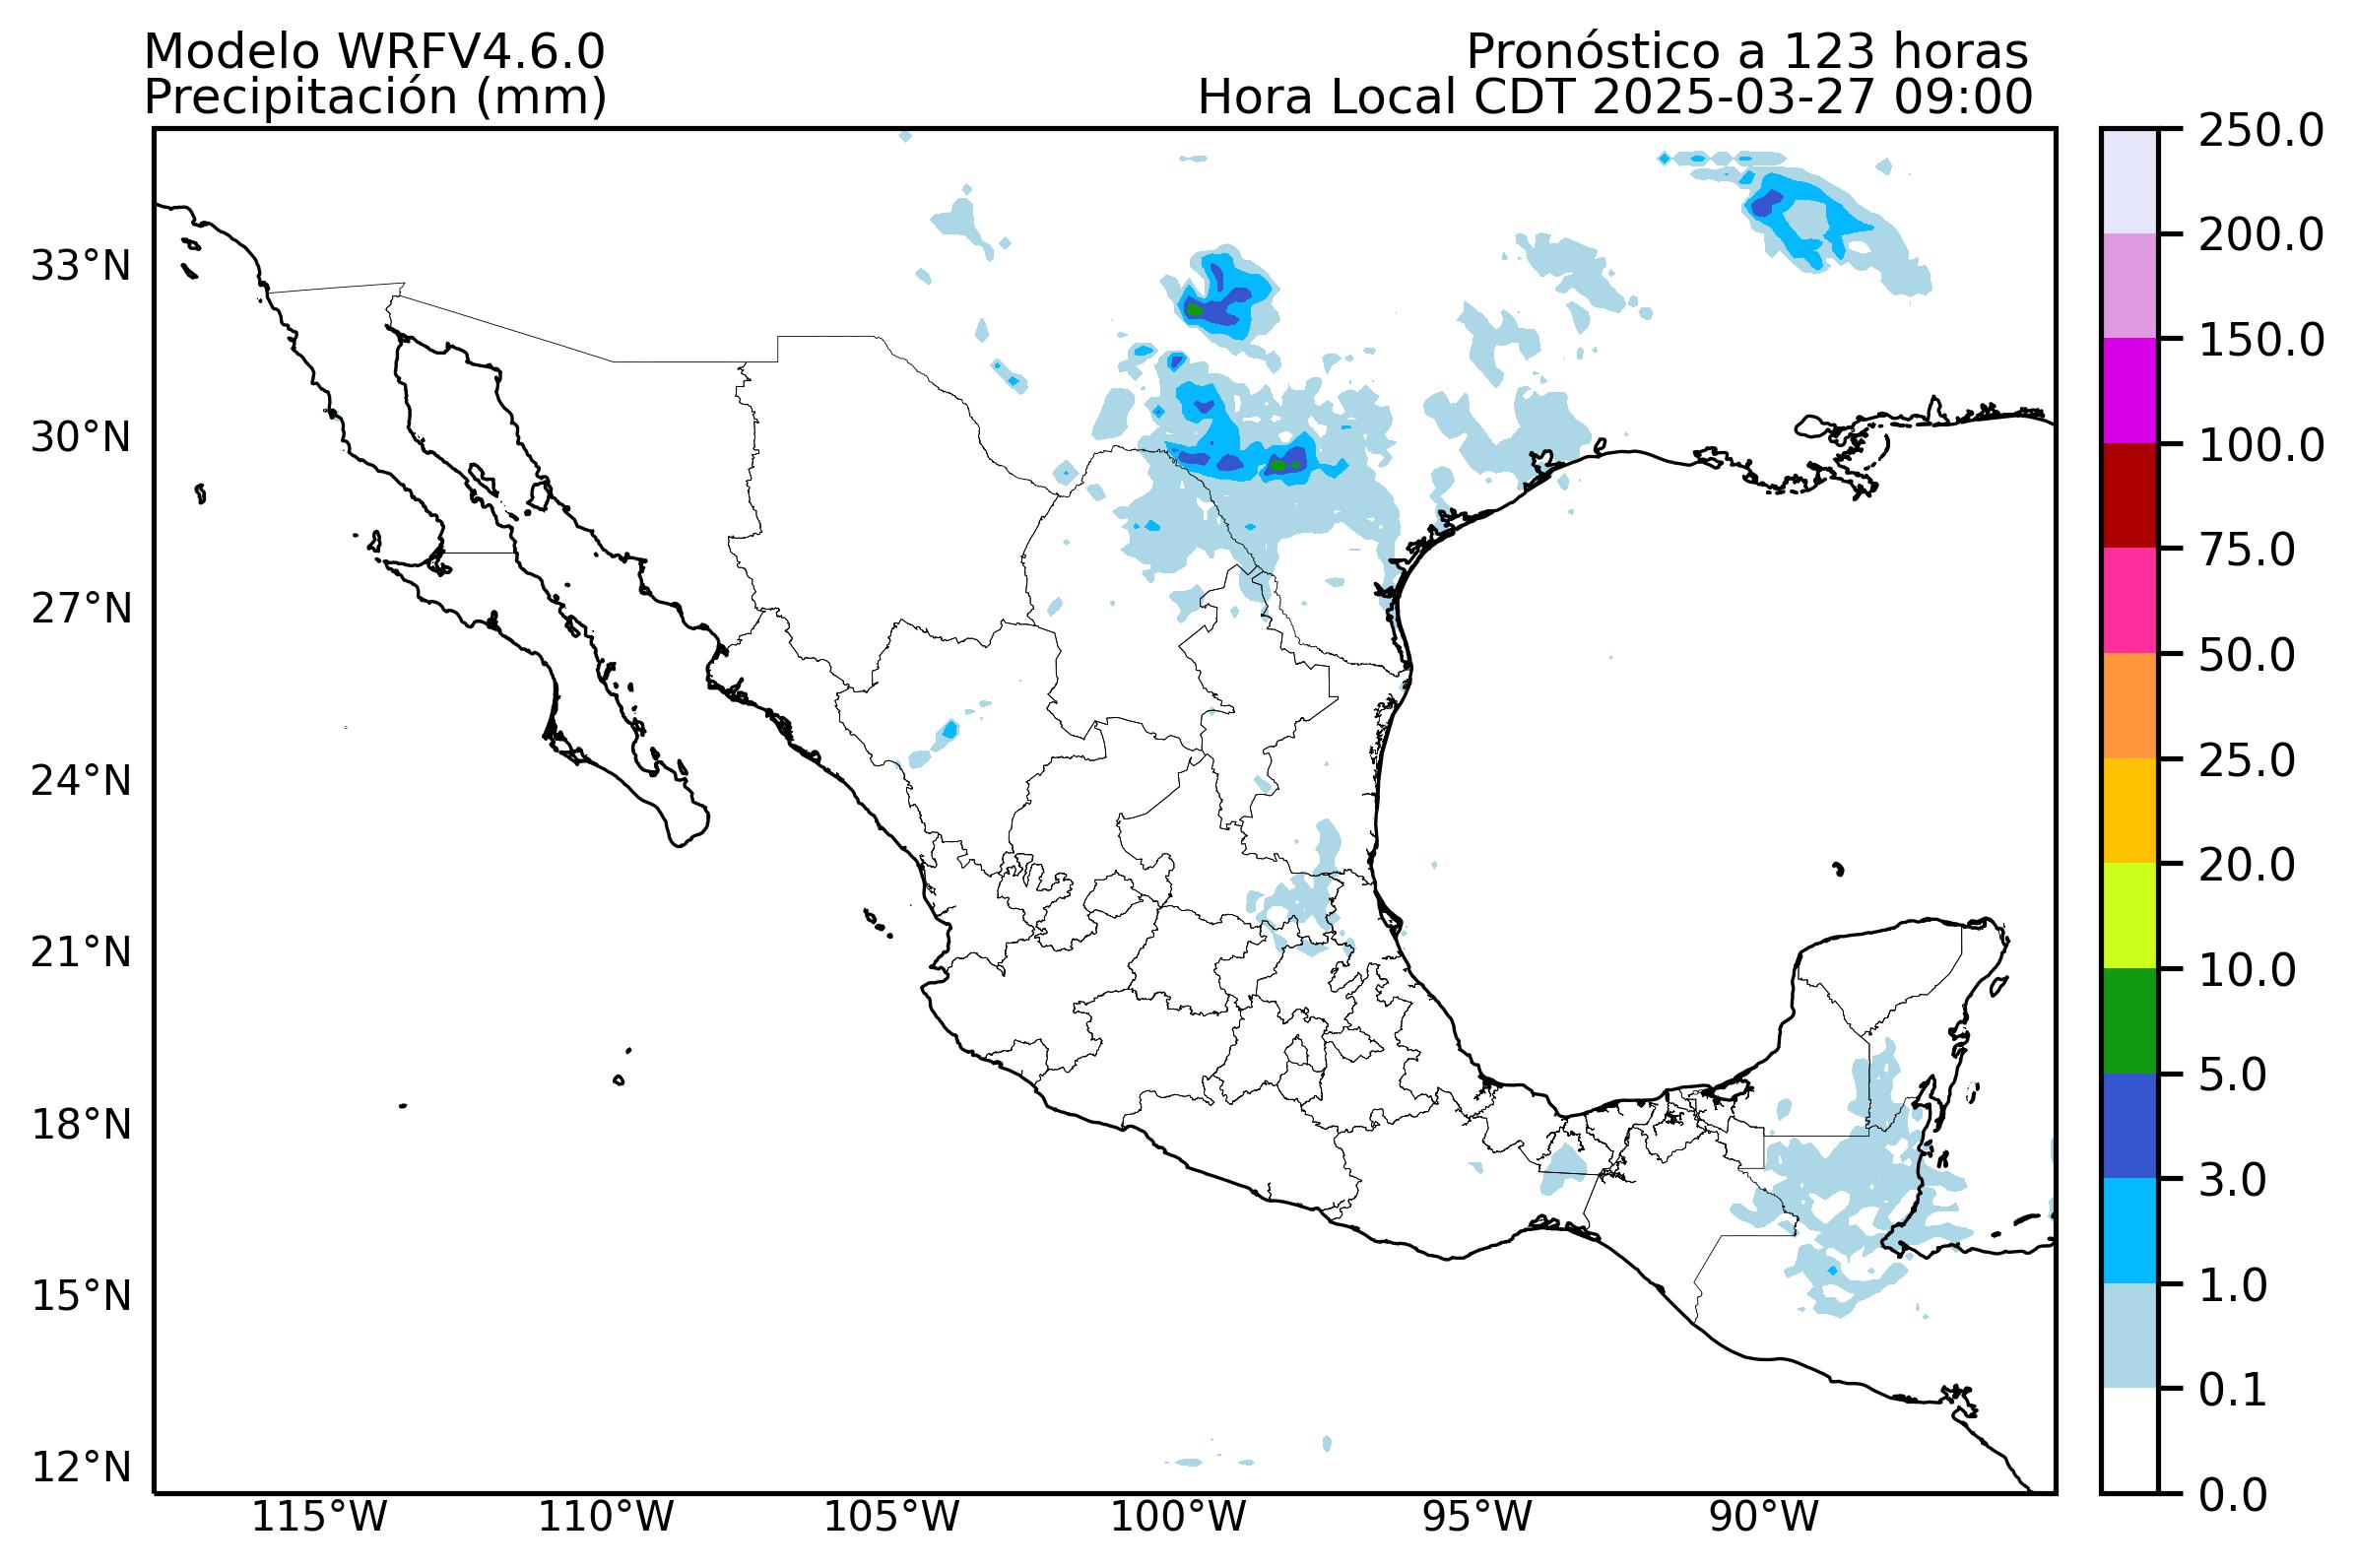 Modelo WRFV4.6.0
Precipitación (mm)
Pronóstico a 123 horas
Hora Local CDT 2025-03-27 09:00
33°N
30°N
27°N
24°N
21°N
18°N
15°N
12°N
115°W
110°W
105°W
100°W
95°W
90°W
250.0
200.0
150.0
100.0
75.0
50.0
25.0
20.0
10.0
5.0
3.0
1.0
0.1
0.0